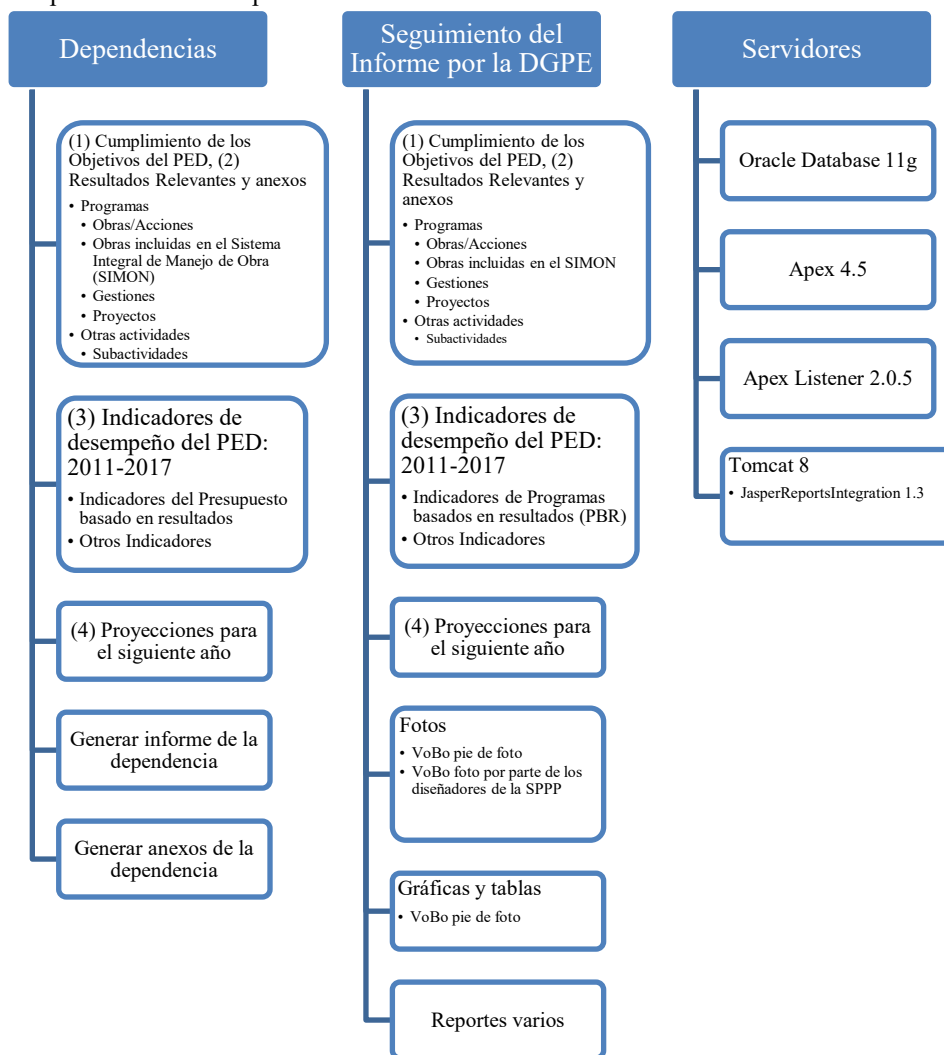 Dependencias
(1) Cumplimiento de los
Objetivos del PED, (2)
Resultados Relevantes y anexos
• Programas
• Obras/Acciones
• Obras incluidas en el Sistema
Integral de Manejo de Obra
(SIMON)
• Gestiones
• Proyectos
• Otras actividades
• Subactividades
(3) Indicadores de
desempeño del PED:
2011-2017
• Indicadores del Presupuesto
basado en resultados
• Otros Indicadores
(4) Proyecciones para
el siguiente año
Generar informe de la
dependencia
Generar anexos de la
dependencia
Seguimiento del
Informe por la DGPE
(1) Cumplimiento de los
Objetivos del PED, (2)
Resultados Relevantes y
anexos
• Programas
• Obras/Acciones
• Obras incluidas en el SIMON
• Gestiones
• Proyectos
• Otras actividades
• Subactividades
(3) Indicadores de
desempeño del PED:
2011-2017
• Indicadores de Programas
basados en resultados (PBR)
• Otros Indicadores
(4) Proyecciones para
el siguiente año
Fotos
• VoBo pie de foto
• VoBo foto por parte de los
diseñadores de la SPPP
Gráficas y tablas
• VoBo pie de foto
Reportes varios
Servidores
Oracle Database 11g
Apex 4.5
Apex Listener 2.0.5
Tomcat 8
• JasperReportsIntegration 1.3